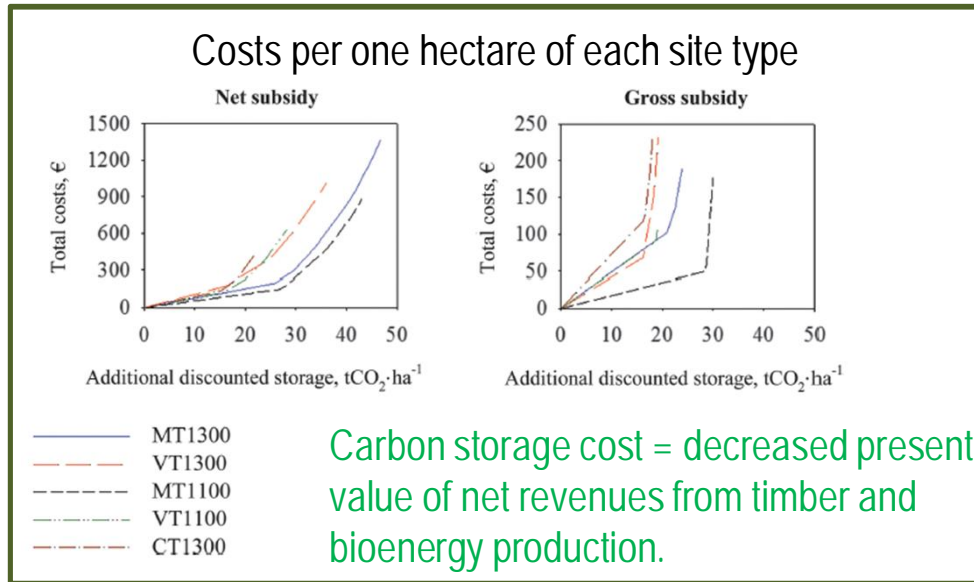 Costs per one hectare of each site type
Net subsidy
Total costs, €
1500
1200
900
600
300
0
0 10 20 30 40 50
Additional discounted storage, tCO₂·ha⁻¹
Gross subsidy
Total costs, €
250
200
150
100
50
0
0 10 20 30 40 50
Additional discounted storage, tCO₂·ha⁻¹
MT1300
VT1300
MT1100
VT1100
CT1300
Carbon storage cost = decreased present
value of net revenues from timber and
bioenergy production.